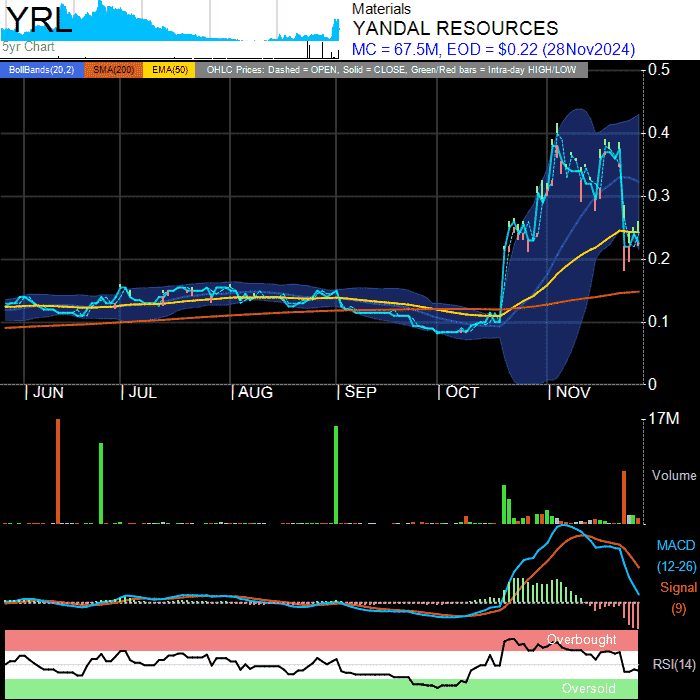 YRL
5yr Chart
Materials
YANDAL RESOURCES
MC = 67.5M, EOD = $0.22 (28Nov2024)
BollBands(20,2) SMA(200) EMA(50) OHLC Prices: Dashed = OPEN, Solid = CLOSE, Green/Red bars = Intra-day HIGH/LOW
0.5
0.4
0.3
0.2
0.1
0
JUN JUL AUG SEP OCT NOV
17M
Volume
MACD
(12-26)
Signal
(9)
Overbought
RSI(14)
Oversold